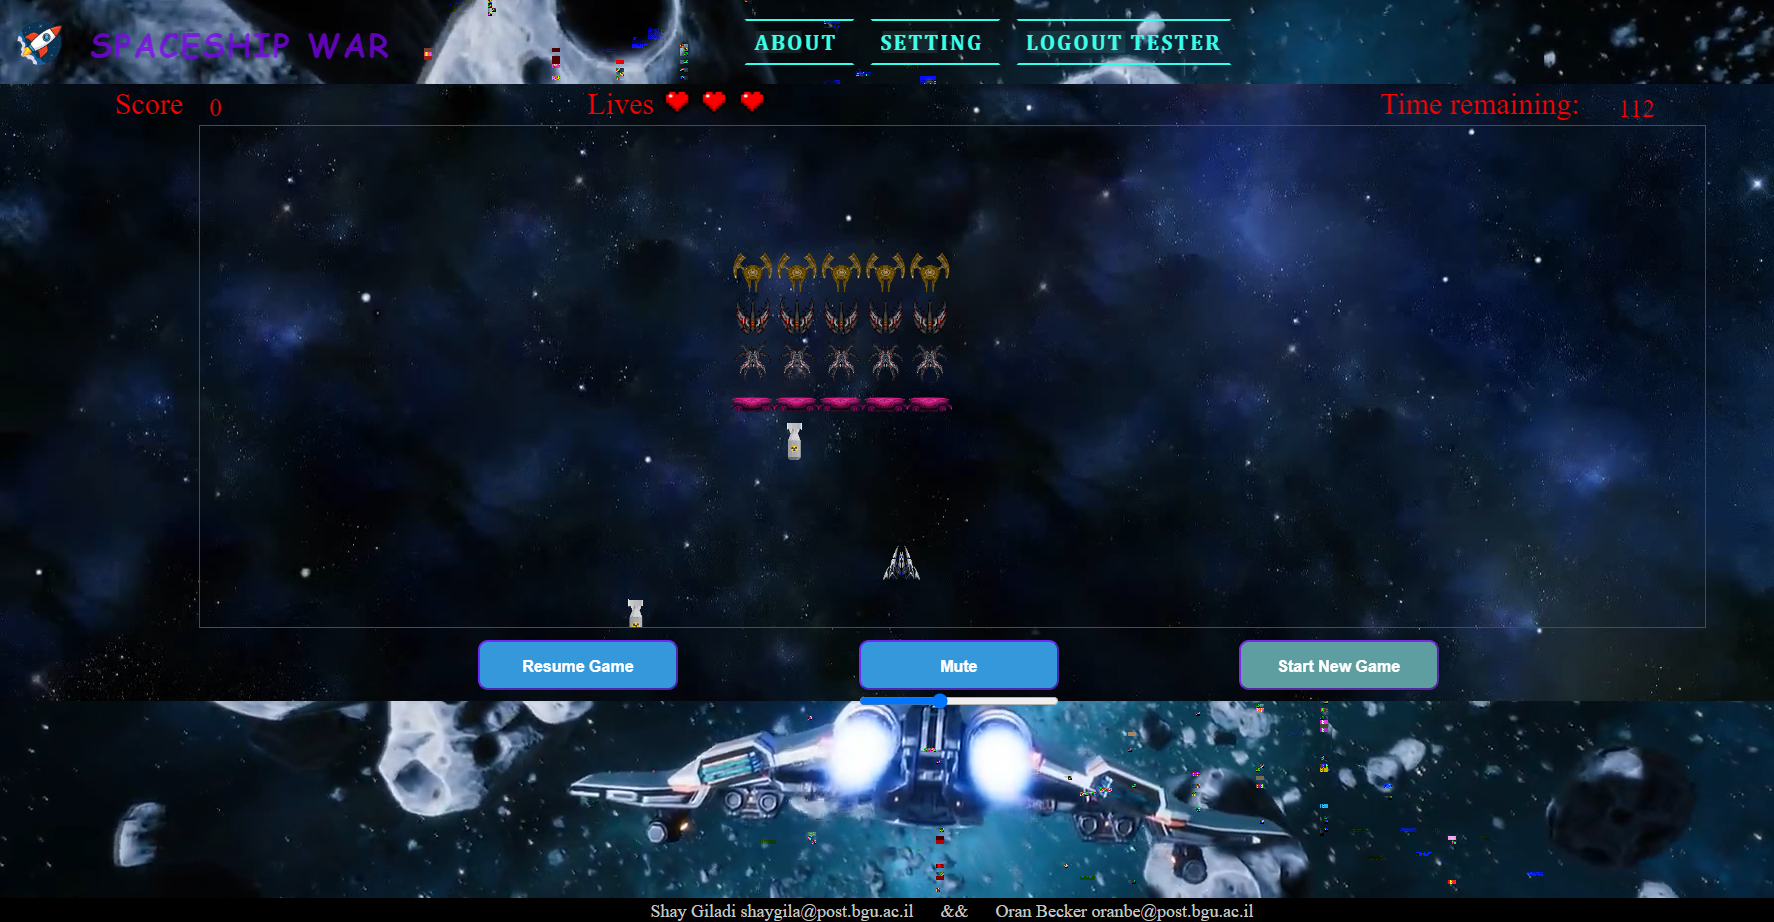 SPACESHIP WAR
ABOUT SETTING LOGOUT TESTER
Score 0 Lives Time remaining: 112
Resume Game Mute Start New Game
Shay Giladi shaygila@post.bgu.ac.il && Oran Becker oranbe@post.bgu.ac.il